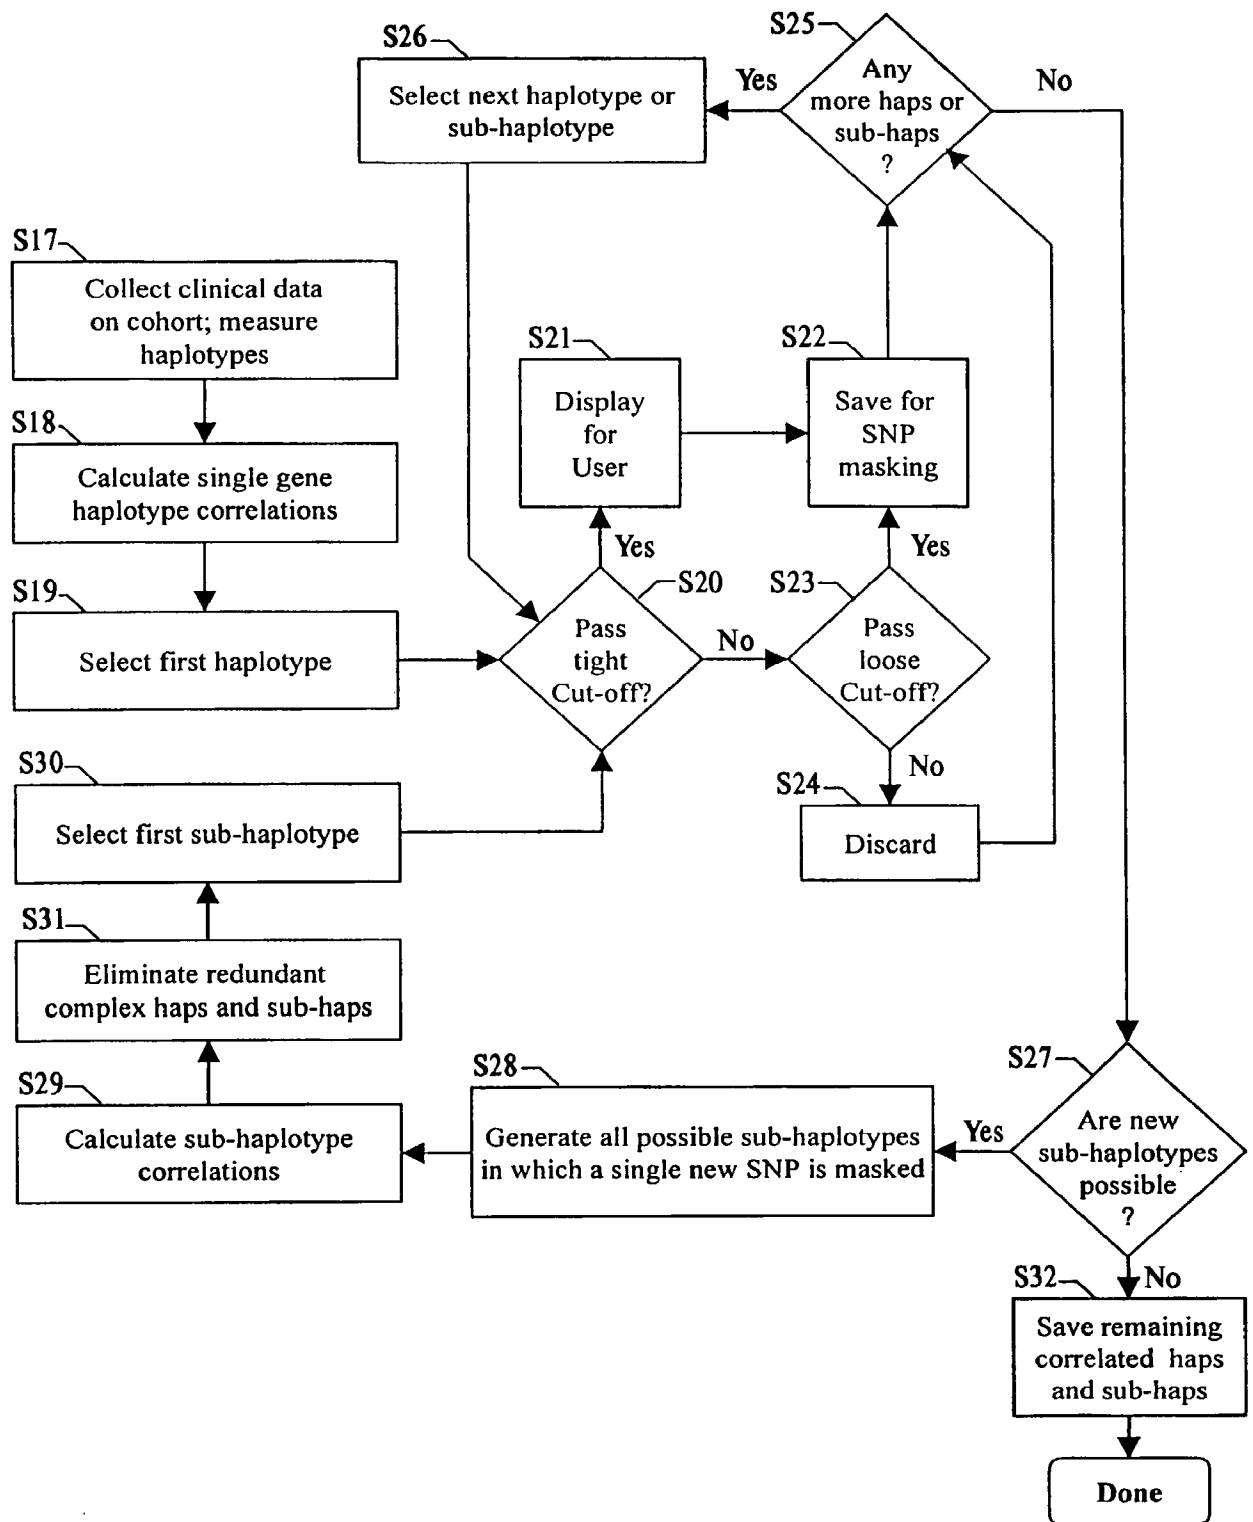 S25
S26
Any
more haps or
sub-haps
?
Yes
No
Select next haplotype or
sub-haplotype
S17
Collect clinical data
on cohort; measure
haplotypes
S21
Display
for
User
S22
Save for
SNP
masking
S18
Calculate single gene
haplotype correlations
Yes
Yes
S19
Select first haplotype
S20
Pass
tight
Cut-off?
No
S23
Pass
loose
Cut-off?
No
S24
Discard
S30
Select first sub-haplotype
S31
Eliminate redundant
complex haps and sub-haps
S29
Calculate sub-haplotype
correlations
S28
Generate all possible sub-haplotypes
in which a single new SNP is masked
Yes
S27
Are new
sub-haplotypes
possible
?
No
S32
Save remaining
correlated haps
and sub-haps
Done